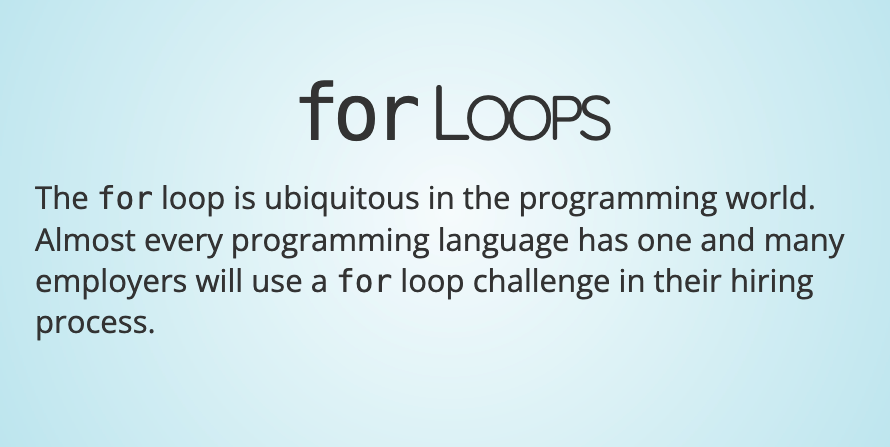 for Loops
The for loop is ubiquitous in the programming world.
Almost every programming language has one and many
employers will use a for loop challenge in their hiring
process.